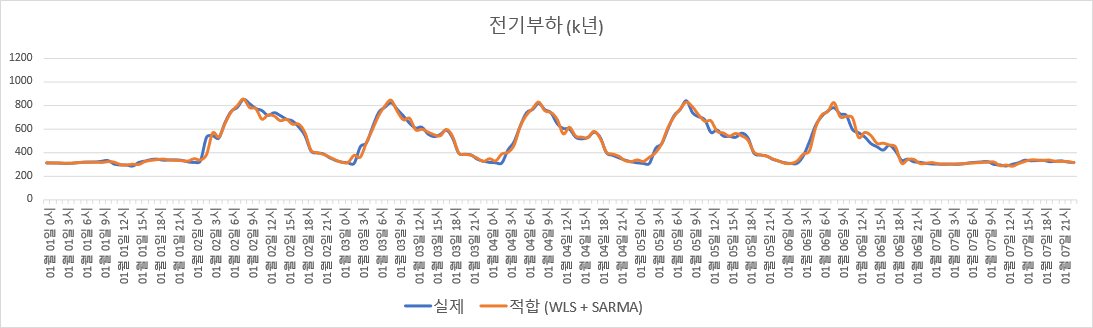 전기부하 (k년)
1200
1000
800
600
400
200
0
01월 01일 0시
01월 01일 3시
01월 01일 6시
01월 01일 9시
01월 01일 12시
01월 01일 15시
01월 01일 18시
01월 01일 21시
01월 02일 0시
01월 02일 3시
01월 02일 6시
01월 02일 9시
01월 02일 12시
01월 02일 15시
01월 02일 18시
01월 02일 21시
01월 03일 0시
01월 03일 3시
01월 03일 6시
01월 03일 9시
01월 03일 12시
01월 03일 15시
01월 03일 18시
01월 03일 21시
01월 04일 0시
01월 04일 3시
01월 04일 6시
01월 04일 9시
01월 04일 12시
01월 04일 15시
01월 04일 18시
01월 04일 21시
01월 05일 0시
01월 05일 3시
01월 05일 6시
01월 05일 9시
01월 05일 12시
01월 05일 15시
01월 05일 18시
01월 05일 21시
01월 06일 0시
01월 06일 3시
01월 06일 6시
01월 06일 9시
01월 06일 12시
01월 06일 15시
01월 06일 18시
01월 06일 21시
01월 07일 0시
01월 07일 3시
01월 07일 6시
01월 07일 9시
01월 07일 12시
01월 07일 15시
01월 07일 18시
01월 07일 21시
실제
적합 (WLS + SARMA)